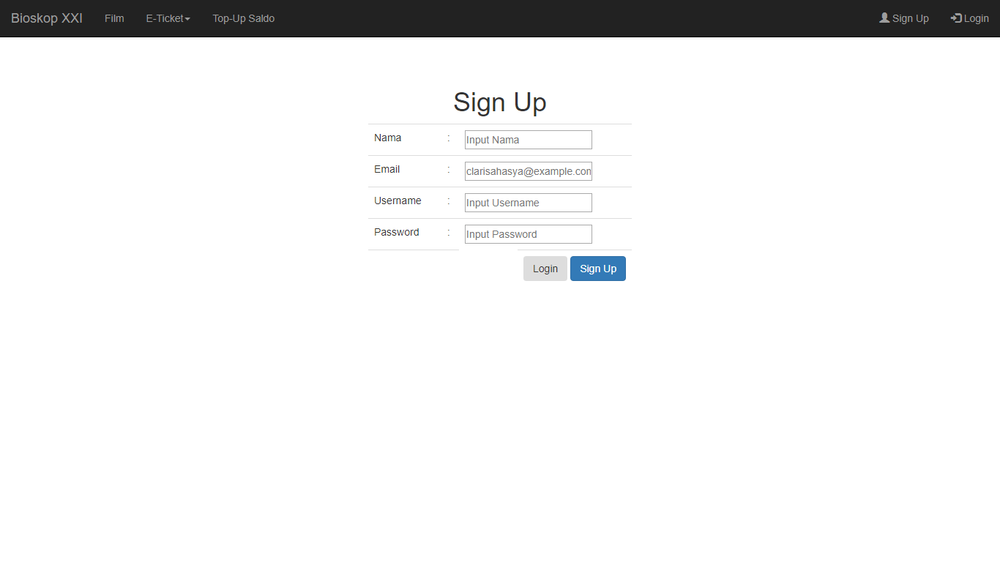 Bioskop XXI Film E-Ticket Top-Up Saldo Sign Up Login
Sign Up
Nama : Input Nama
Email : clarisahasya@example.com
Username : Input Username
Password : Input Password
Login Sign Up